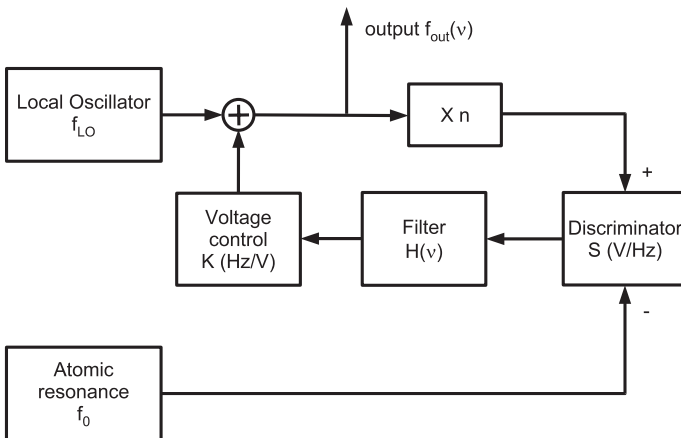 output f_out(ν)
Local Oscillator
f_LO
+
X n
+
Voltage
control
K (Hz/V)
Filter
H(ν)
Discriminator
S (V/Hz)
-
Atomic
resonance
f_0